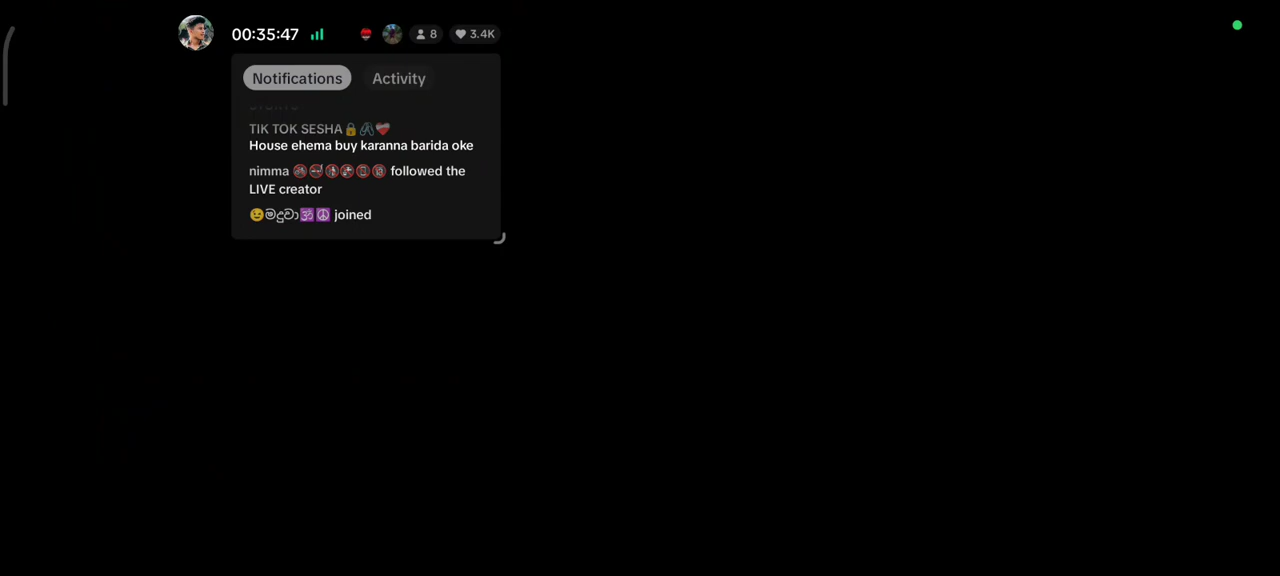 00:35:47
8
3.4K
Notifications
Activity
TIK TOK SESHA🔒🖇️❤️‍🩹
House ehema buy karanna barida oke
nimma 🚳🚭🚯🚱📵🔞 followed the
LIVE creator
😉මදුවා🕉️☮️ joined